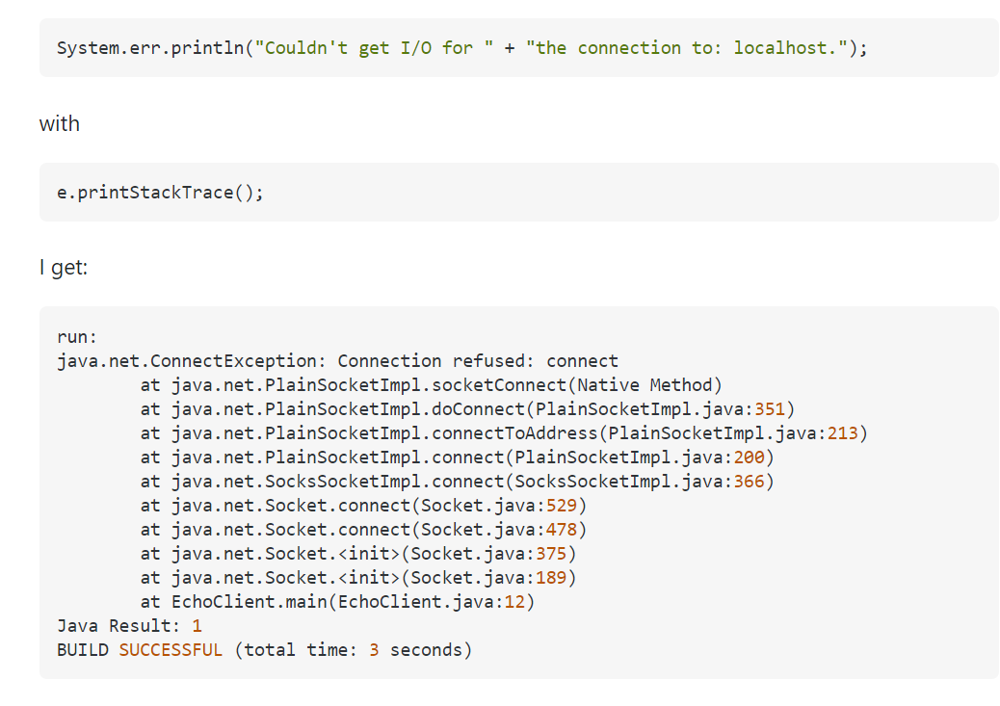 System.err.println("Couldn't get I/O for " + "the connection to: localhost.");
with
e.printStackTrace();
I get:
run:
java.net.ConnectException: Connection refused: connect
        at java.net.PlainSocketImpl.socketConnect(Native Method)
        at java.net.PlainSocketImpl.doConnect(PlainSocketImpl.java:351)
        at java.net.PlainSocketImpl.connectToAddress(PlainSocketImpl.java:213)
        at java.net.PlainSocketImpl.connect(PlainSocketImpl.java:200)
        at java.net.SocksSocketImpl.connect(SocksSocketImpl.java:366)
        at java.net.Socket.connect(Socket.java:529)
        at java.net.Socket.connect(Socket.java:478)
        at java.net.Socket.<init>(Socket.java:375)
        at java.net.Socket.<init>(Socket.java:189)
        at EchoClient.main(EchoClient.java:12)
Java Result: 1
BUILD SUCCESSFUL (total time: 3 seconds)